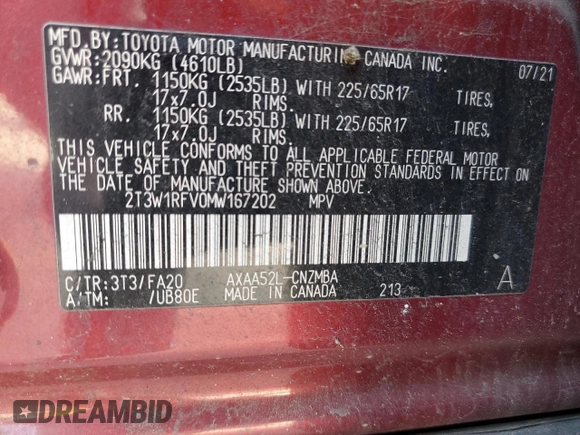 MFD. BY: TOYOTA MOTOR MANUFACTURING CANADA INC.
GVWR: 2090KG (4610LB) 07/21
GAWR: FRT. 1150KG (2535LB) WITH 225/65R17 TIRES,
17x7.0J RIMS.
RR. 1150KG (2535LB) WITH 225/65R17 TIRES,
17x7.0J RIMS.
THIS VEHICLE CONFORMS TO ALL APPLICABLE FEDERAL MOTOR
VEHICLE SAFETY AND THEFT PREVENTION STANDARDS IN EFFECT ON
THE DATE OF MANUFACTURE SHOWN ABOVE.
2T3W1RFV0MW167202 MPV
C/TR: 3T3/FA20 AXAA52L-CNZMBA
A/TM: /UB80E MADE IN CANADA 213 A
DREAMBID